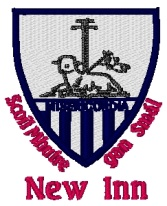 MISERICORDIA
Scoil Mhuire gan Smál
New Inn